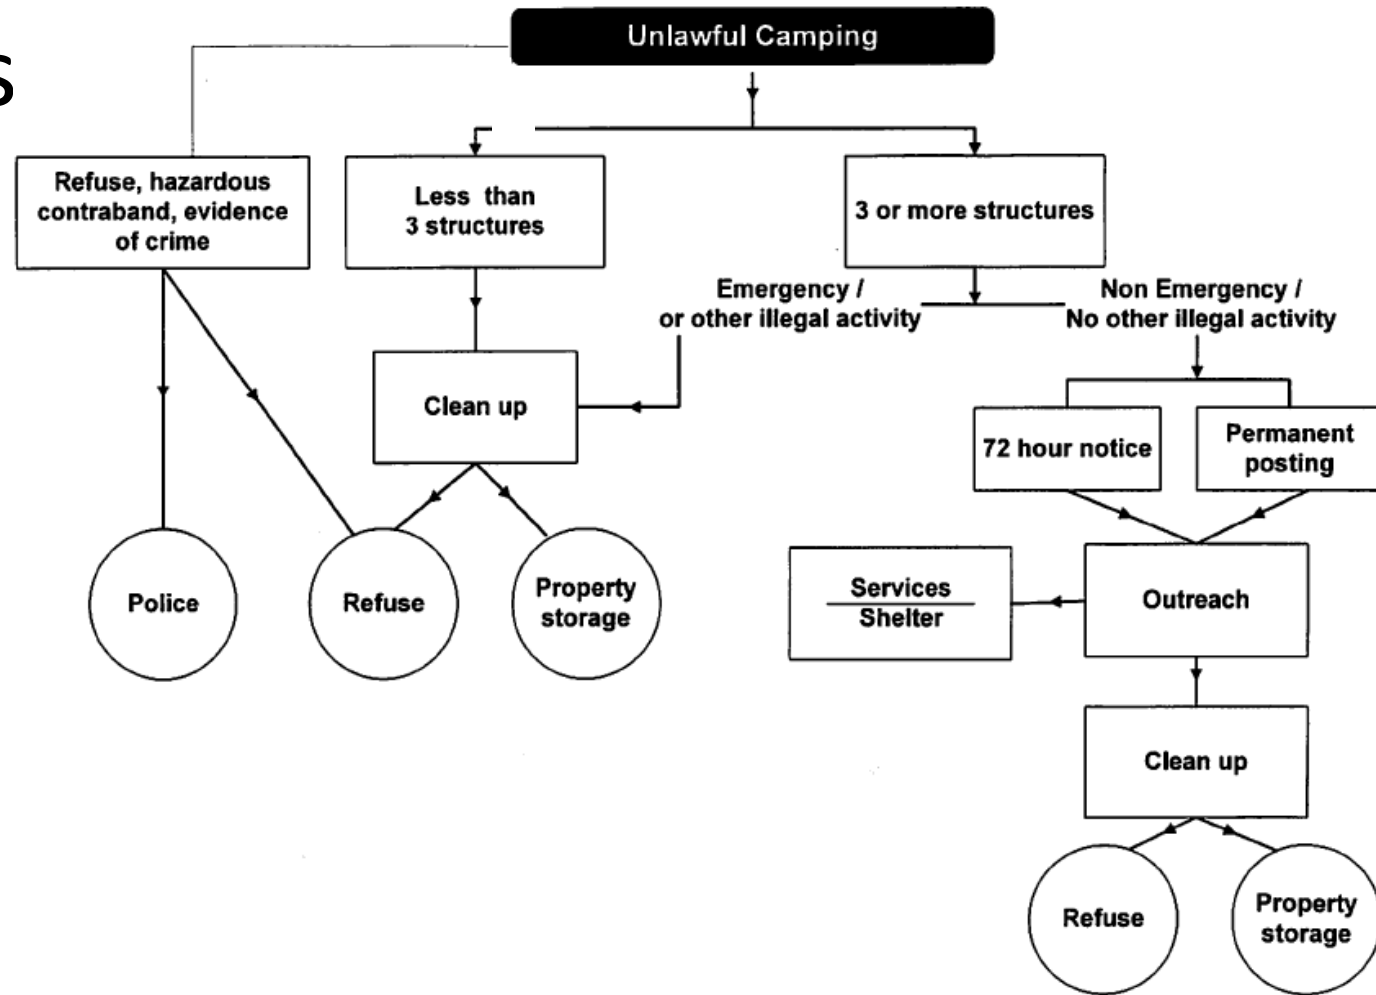 s
Unlawful Camping
Refuse, hazardous
contraband, evidence
of crime
Less than
3 structures
3 or more structures
Emergency /
or other illegal activity
Non Emergency /
No other illegal activity
Clean up
72 hour notice
Permanent
posting
Police
Refuse
Property
storage
Services
Shelter
Outreach
Clean up
Refuse
Property
storage